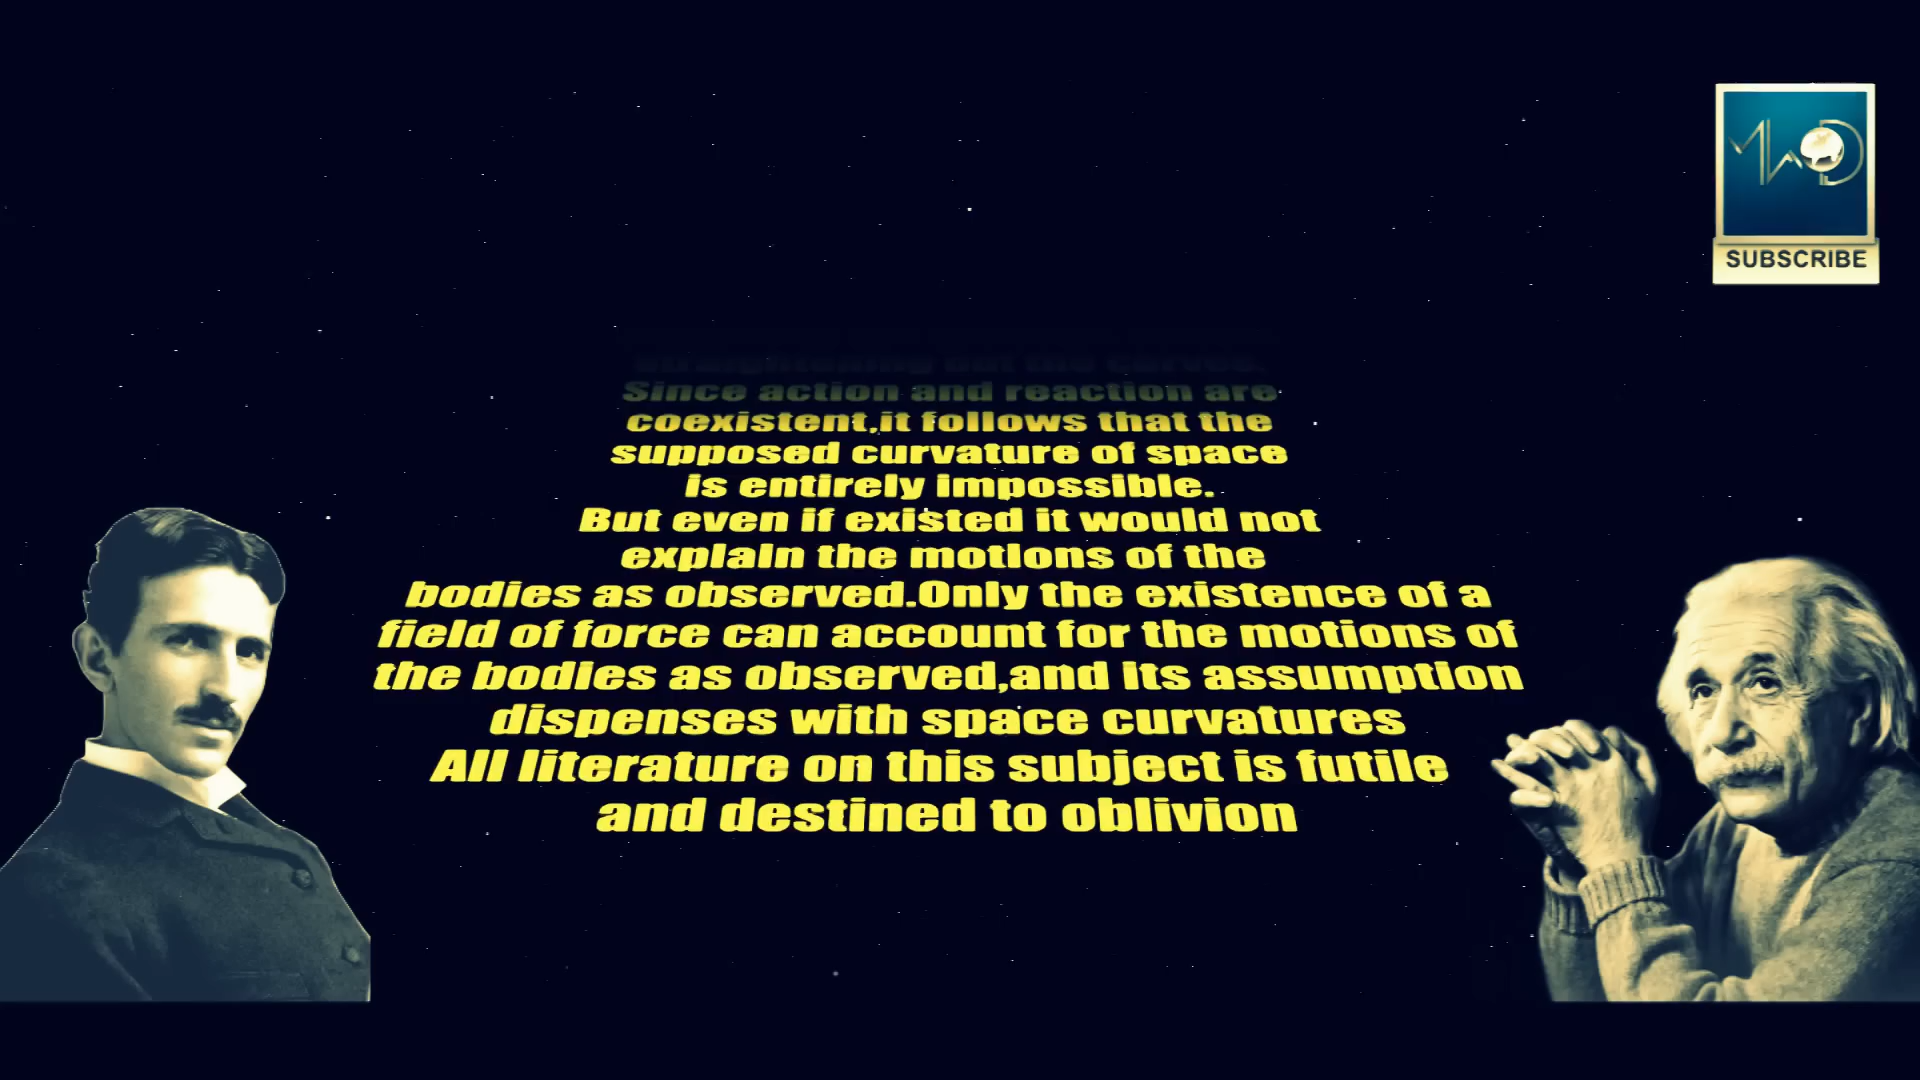 SUBSCRIBE
straightening out the curves,
Since action and reaction are
coexistent,it follows that the
supposed curvature of space
is entirely impossible.
But even if existed it would not
explain the motions of the
bodies as observed.Only the existence of a
field of force can account for the motions of
the bodies as observed,and its assumption
dispenses with space curvatures
All literature on this subject is futile
and destined to oblivion